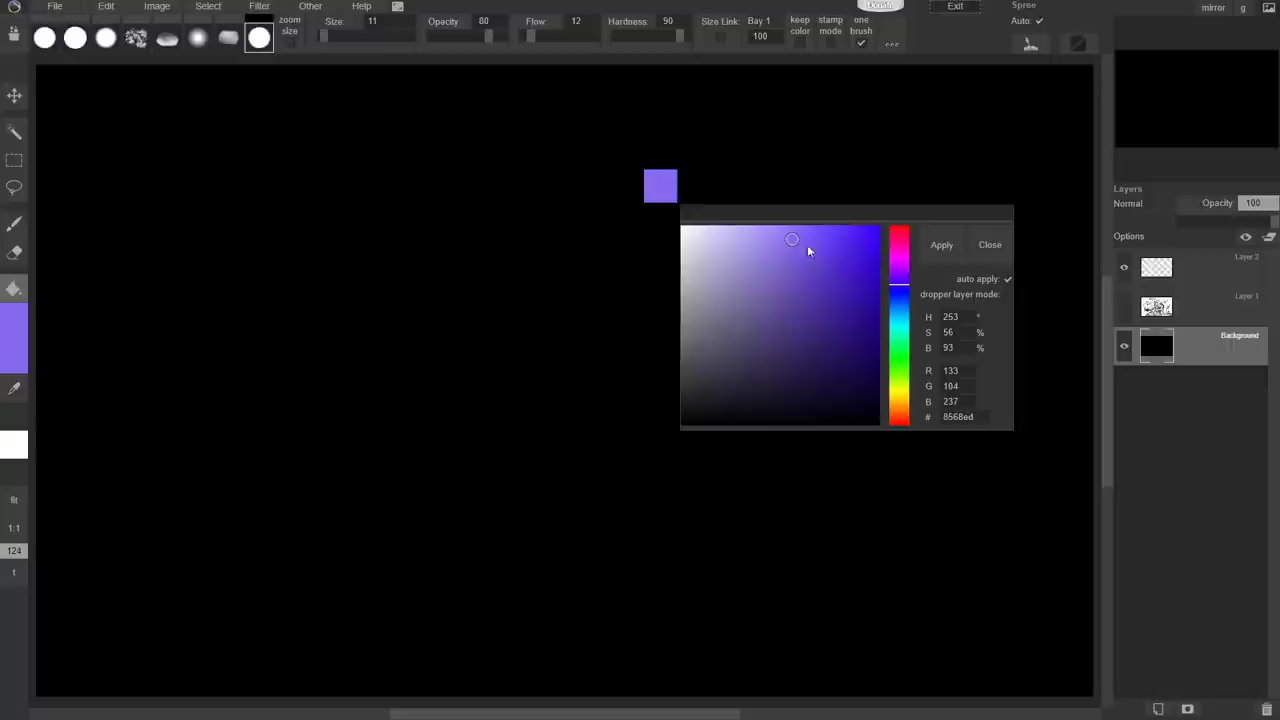 File Edit Image Select Filter Other Help
Donate
Exit
Spree
mirror g
zoom size
Size: 11
Opacity 80
Flow: 12
Hardness: 90
Size Link:
Bay 1
100
keep color
stamp mode
one brush
Auto:
Layers
Normal
Opacity 100
Options
Layer 2
Layer 1
Background
Apply Close
auto apply:
dropper layer mode:
H 253 °
S 56 %
B 93 %
R 133
G 104
B 237
# 8568ed
fit
1.1
124
1